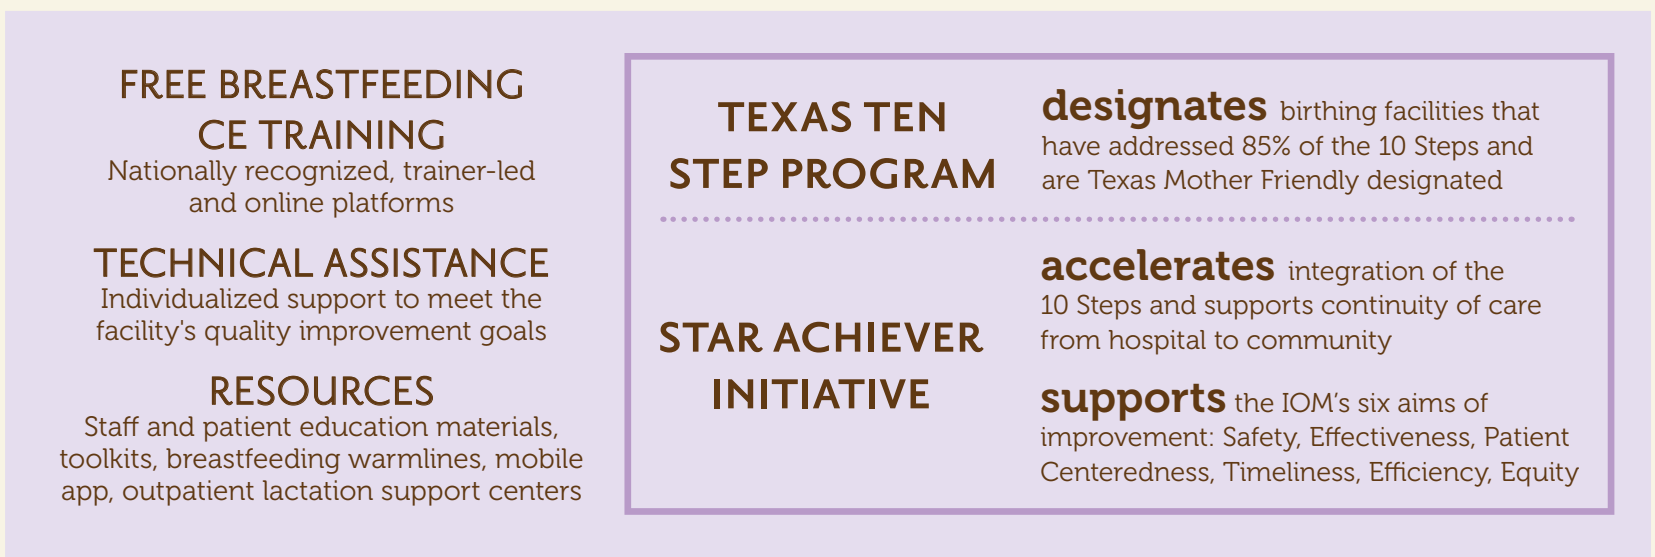 FREE BREASTFEEDING
CE TRAINING
Nationally recognized, trainer-led
and online platforms
TECHNICAL ASSISTANCE
Individualized support to meet the
facility's quality improvement goals
RESOURCES
Staff and patient education materials,
toolkits, breastfeeding warmlines, mobile
app, outpatient lactation support centers
TEXAS TEN
STEP PROGRAM
designates birthing facilities that
have addressed 85% of the 10 Steps and
are Texas Mother Friendly designated
STAR ACHIEVER
INITIATIVE
accelerates integration of the
10 Steps and supports continuity of care
from hospital to community
supports the IOM’s six aims of
improvement: Safety, Effectiveness, Patient
Centeredness, Timeliness, Efficiency, Equity